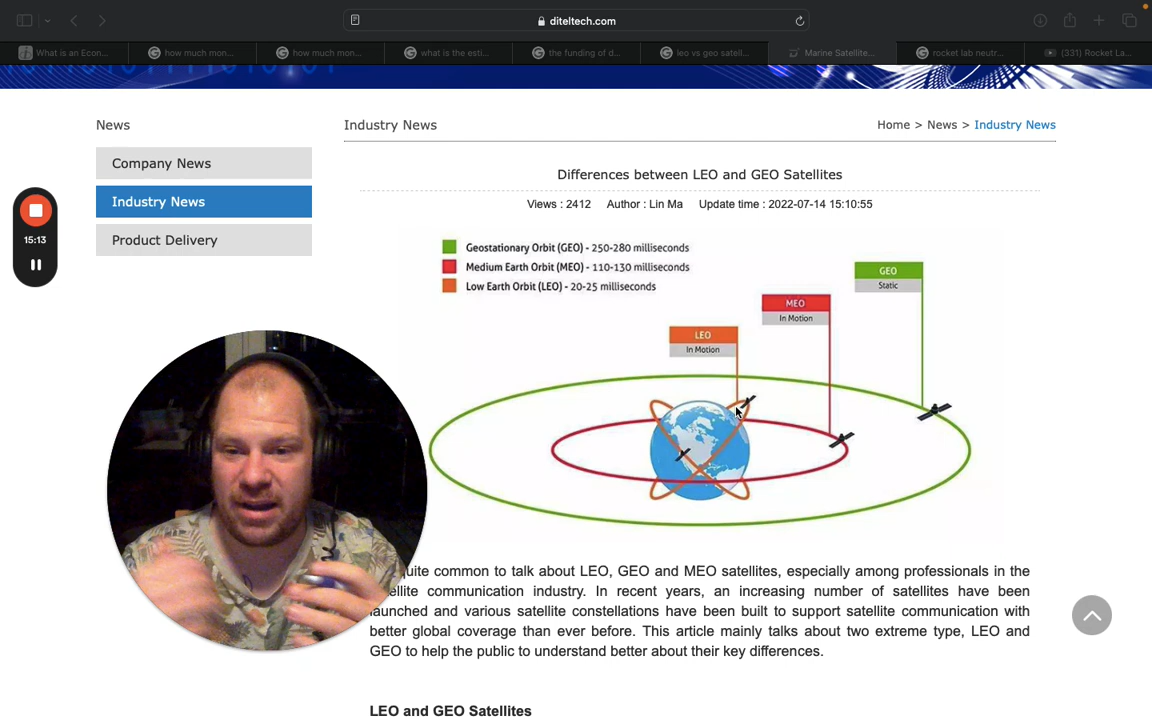 diteltech.com
What is an Econ...
how much mon...
how much mon...
what is the esti...
the funding of d...
leo vs geo satell...
Marine Satellite...
rocket lab neutr...
(331) Rocket La...
News
Company News
Industry News
Product Delivery
Industry News
Home > News > Industry News
Differences between LEO and GEO Satellites
Views : 2412 Author : Lin Ma Update time : 2022-07-14 15:10:55
15:13
Geostationary Orbit (GEO) - 250-280 milliseconds
Medium Earth Orbit (MEO) - 110-130 milliseconds
Low Earth Orbit (LEO) - 20-25 milliseconds
GEO
Static
MEO
In Motion
LEO
In Motion
uite common to talk about LEO, GEO and MEO satellites, especially among professionals in the
ellite communication industry. In recent years, an increasing number of satellites have been
launched and various satellite constellations have been built to support satellite communication with
better global coverage than ever before. This article mainly talks about two extreme type, LEO and
GEO to help the public to understand better about their key differences.
LEO and GEO Satellites